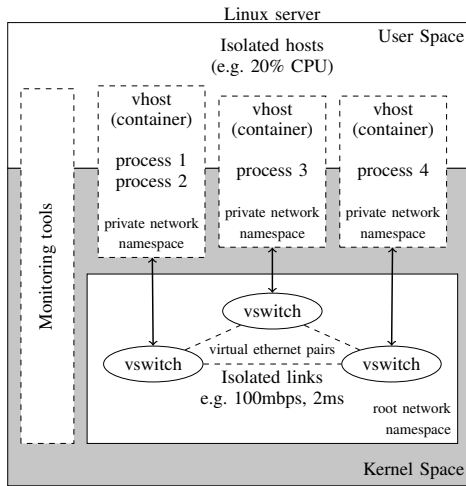 Linux server
User Space
Isolated hosts
(e.g. 20% CPU)
Monitoring tools
vhost
(container)
process 1
process 2
private network
namespace
vhost
(container)
process 3
private network
namespace
vhost
(container)
process 4
private network
namespace
vswitch
virtual ethernet pairs
vswitch
vswitch
Isolated links
e.g. 100mbps, 2ms
root network
namespace
Kernel Space